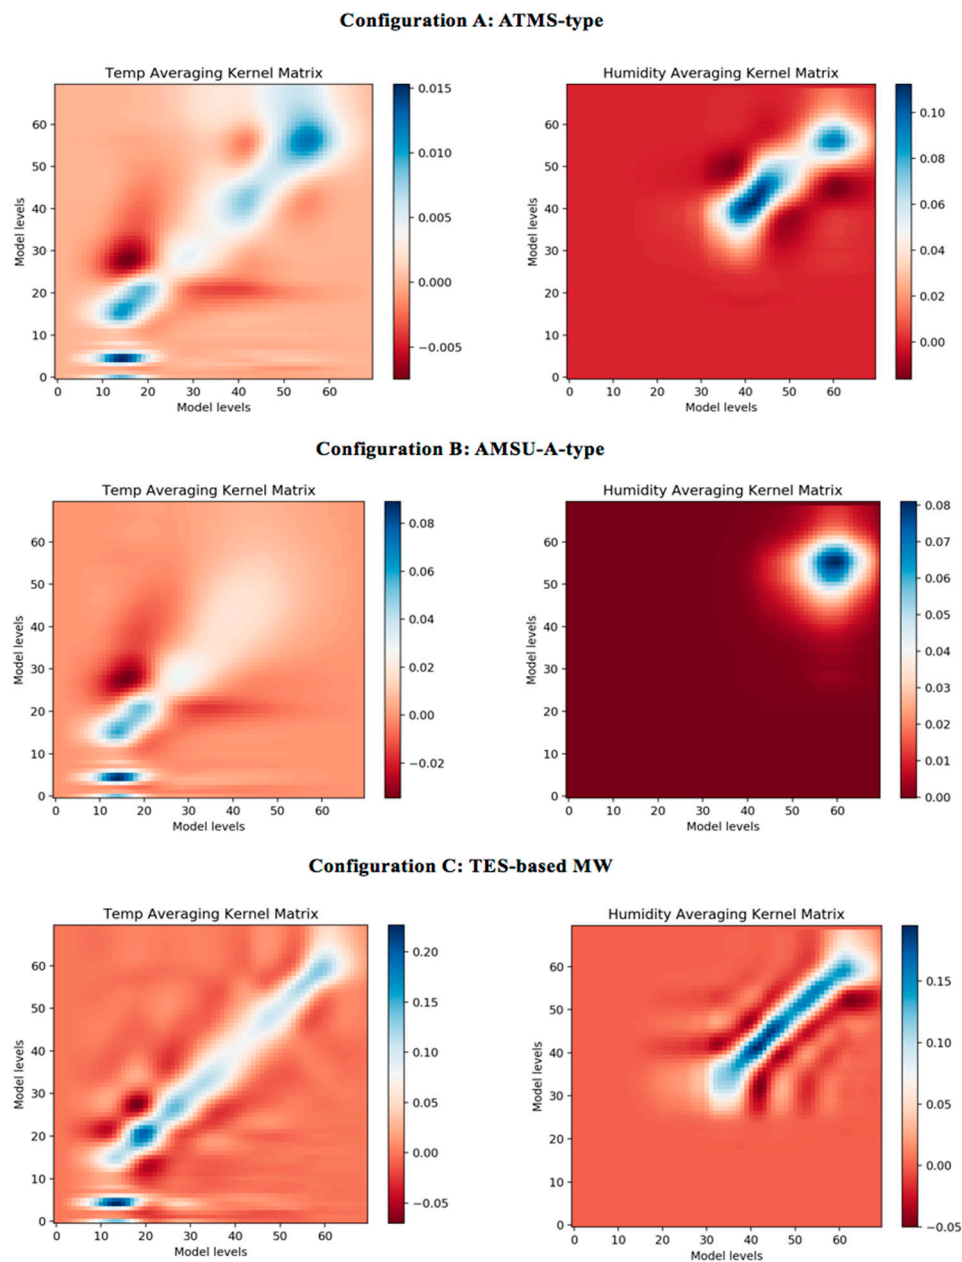 Configuration A: ATMS-type
Temp Averaging Kernel Matrix
Model levels
60
50
40
30
20
10
0
0 10 20 30 40 50 60
Model levels
0.015
0.010
0.005
0.000
−0.005
Humidity Averaging Kernel Matrix
Model levels
60
50
40
30
20
10
0
0 10 20 30 40 50 60
Model levels
0.10
0.08
0.06
0.04
0.02
0.00
Configuration B: AMSU-A-type
Temp Averaging Kernel Matrix
Model levels
60
50
40
30
20
10
0
0 10 20 30 40 50 60
Model levels
0.08
0.06
0.04
0.02
0.00
−0.02
Humidity Averaging Kernel Matrix
Model levels
60
50
40
30
20
10
0
0 10 20 30 40 50 60
Model levels
0.08
0.07
0.06
0.05
0.04
0.03
0.02
0.01
0.00
Configuration C: TES-based MW
Temp Averaging Kernel Matrix
Model levels
60
50
40
30
20
10
0
0 10 20 30 40 50 60
Model levels
0.20
0.15
0.10
0.05
0.00
−0.05
Humidity Averaging Kernel Matrix
Model levels
60
50
40
30
20
10
0
0 10 20 30 40 50 60
Model levels
0.15
0.10
0.05
0.00
−0.05